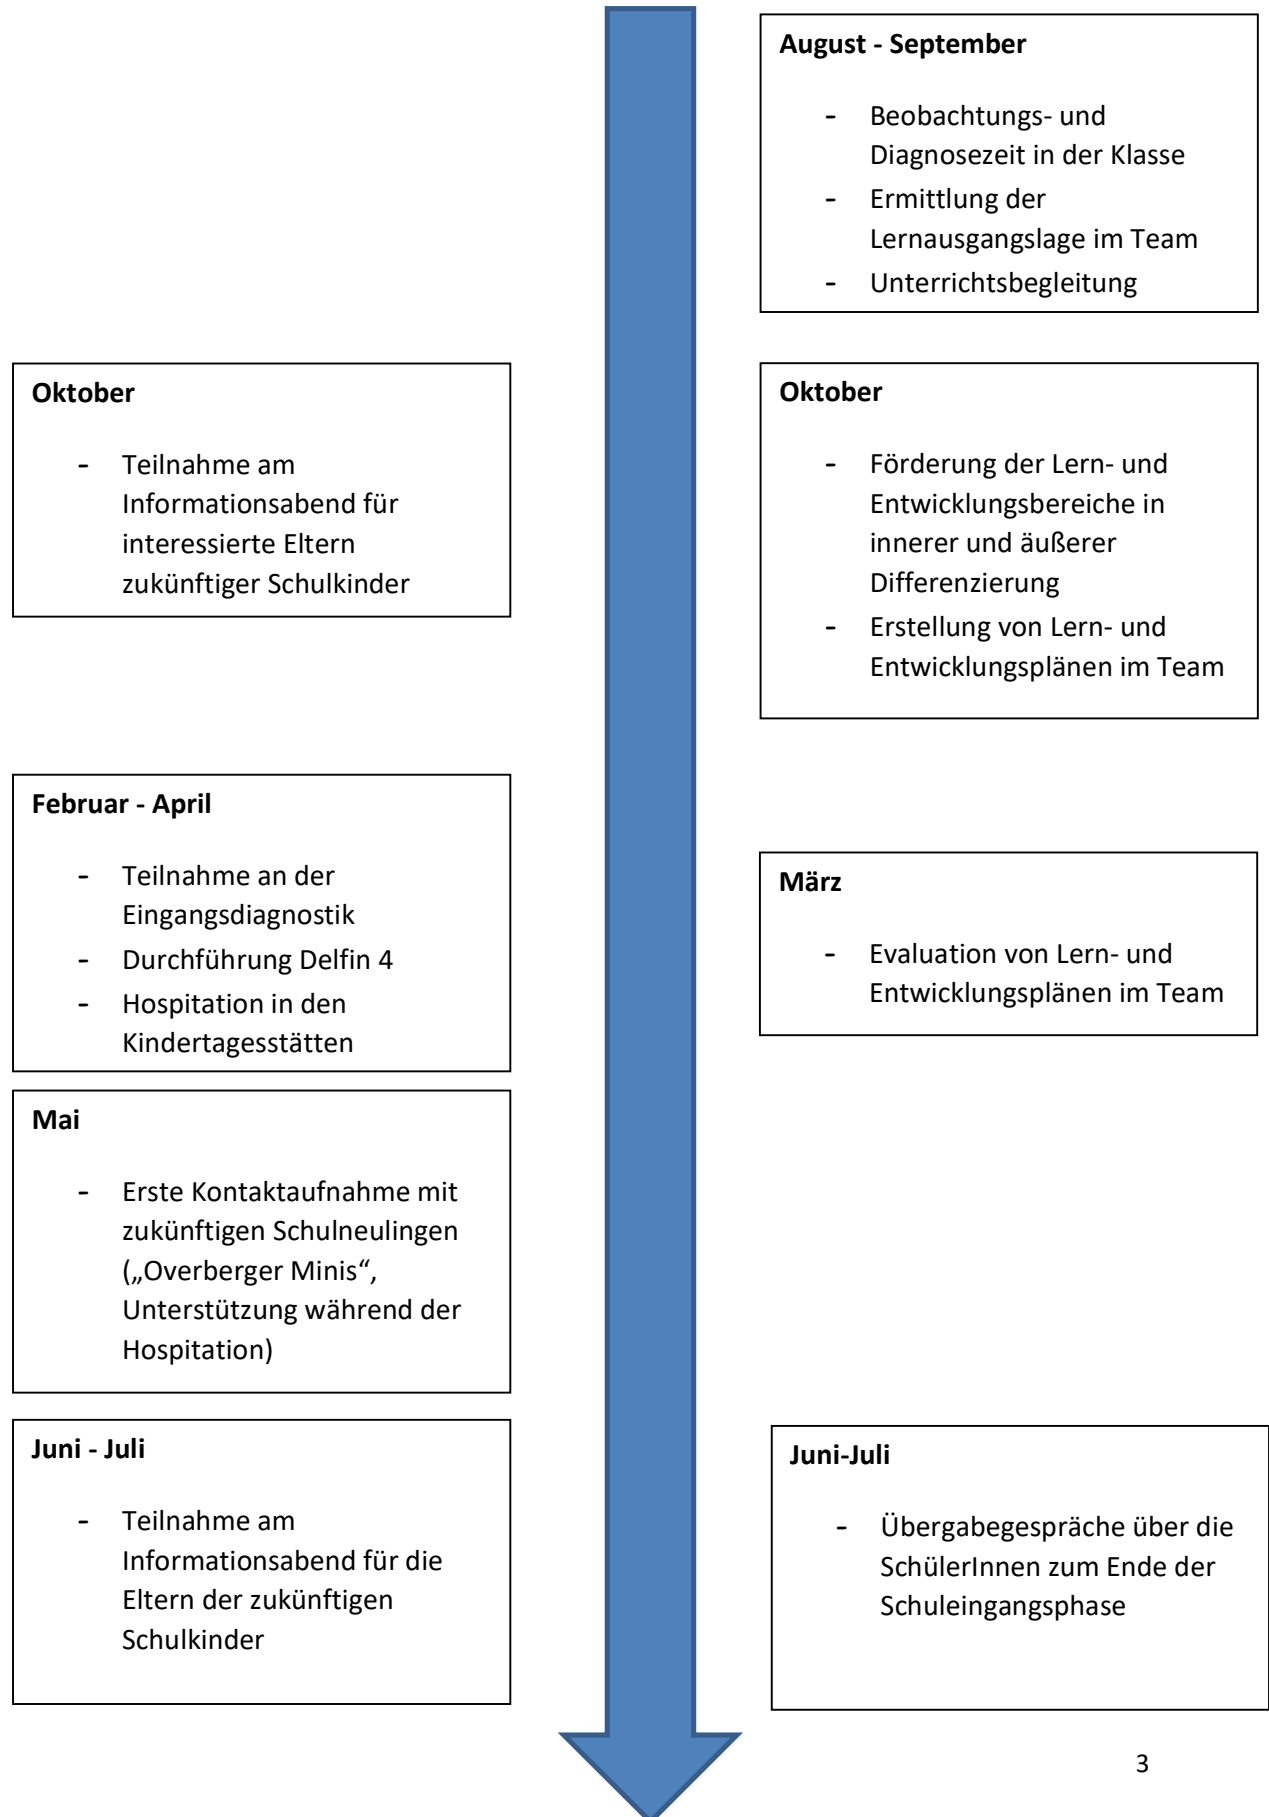 August - September
- Beobachtungs- und
Diagnosezeit in der Klasse
- Ermittlung der
Lernausgangslage im Team
- Unterrichtsbegleitung
Oktober
- Teilnahme am
Informationsabend für
interessierte Eltern
zukünftiger Schulkinder
Oktober
- Förderung der Lern- und
Entwicklungsbereiche in
innerer und äußerer
Differenzierung
- Erstellung von Lern- und
Entwicklungsplänen im Team
Februar - April
- Teilnahme an der
Eingangsdiagnostik
- Durchführung Delfin 4
- Hospitation in den
Kindertagesstätten
März
- Evaluation von Lern- und
Entwicklungsplänen im Team
Mai
- Erste Kontaktaufnahme mit
zukünftigen Schulneulingen
(„Overberger Minis“,
Unterstützung während der
Hospitation)
Juni - Juli
- Teilnahme am
Informationsabend für die
Eltern der zukünftigen
Schulkinder
Juni-Juli
- Übergabegespräche über die
SchülerInnen zum Ende der
Schuleingangsphase
3